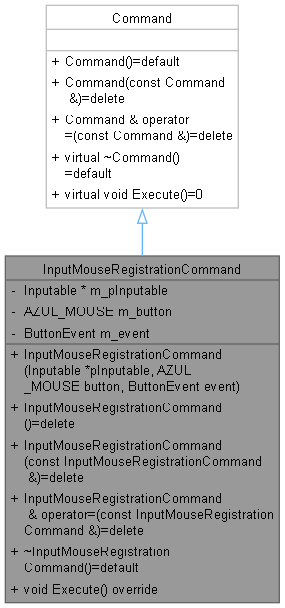 Command
+ Command()=default
+ Command(const Command
&)=delete
+ Command & operator
=(const Command &)=delete
+ virtual ~Command()
=default
+ virtual void Execute()=0
InputMouseRegistrationCommand
- Inputable * m_pInputable
- AZUL_MOUSE m_button
- ButtonEvent m_event
+ InputMouseRegistrationCommand
(Inputable *pInputable, AZUL
_MOUSE button, ButtonEvent event)
+ InputMouseRegistrationCommand
()=delete
+ InputMouseRegistrationCommand
(const InputMouseRegistrationCommand
&)=delete
+ InputMouseRegistrationCommand
& operator=(const InputMouseRegistration
Command &)=delete
+ ~InputMouseRegistration
Command()=default
+ void Execute() override